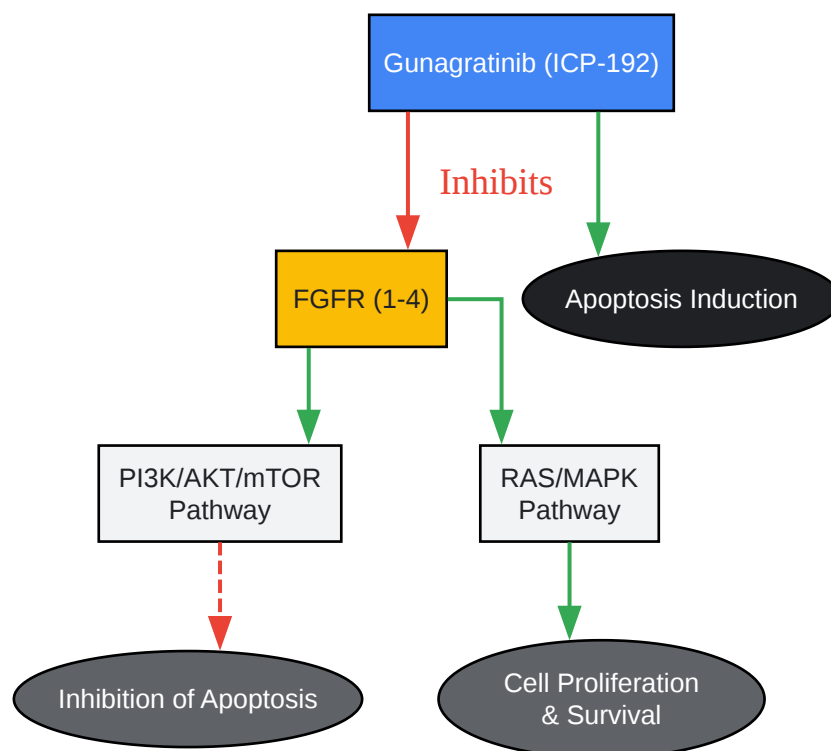 Gunagratinib (ICP-192)
Inhibits
FGFR (1-4)
Apoptosis Induction
PI3K/AKT/mTOR
Pathway
RAS/MAPK
Pathway
Inhibition of Apoptosis
Cell Proliferation
& Survival